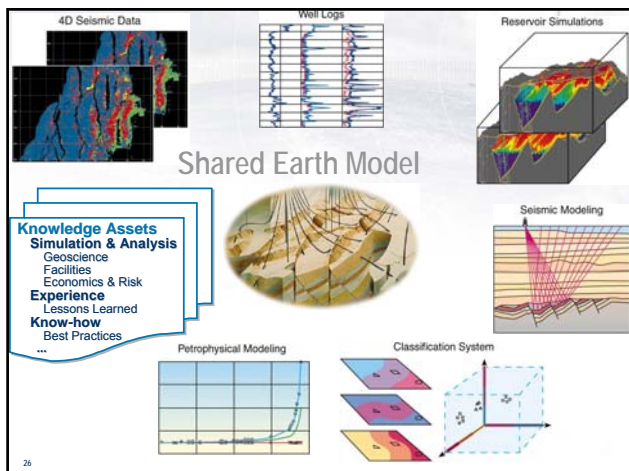 4D Seismic Data
Well Logs
Reservoir Simulations
Shared Earth Model
Knowledge Assets
Simulation & Analysis
Geoscience
Facilities
Economics & Risk
Experience
Lessons Learned
Know-how
Best Practices
...
Seismic Modeling
Petrophysical Modeling
Classification System
26